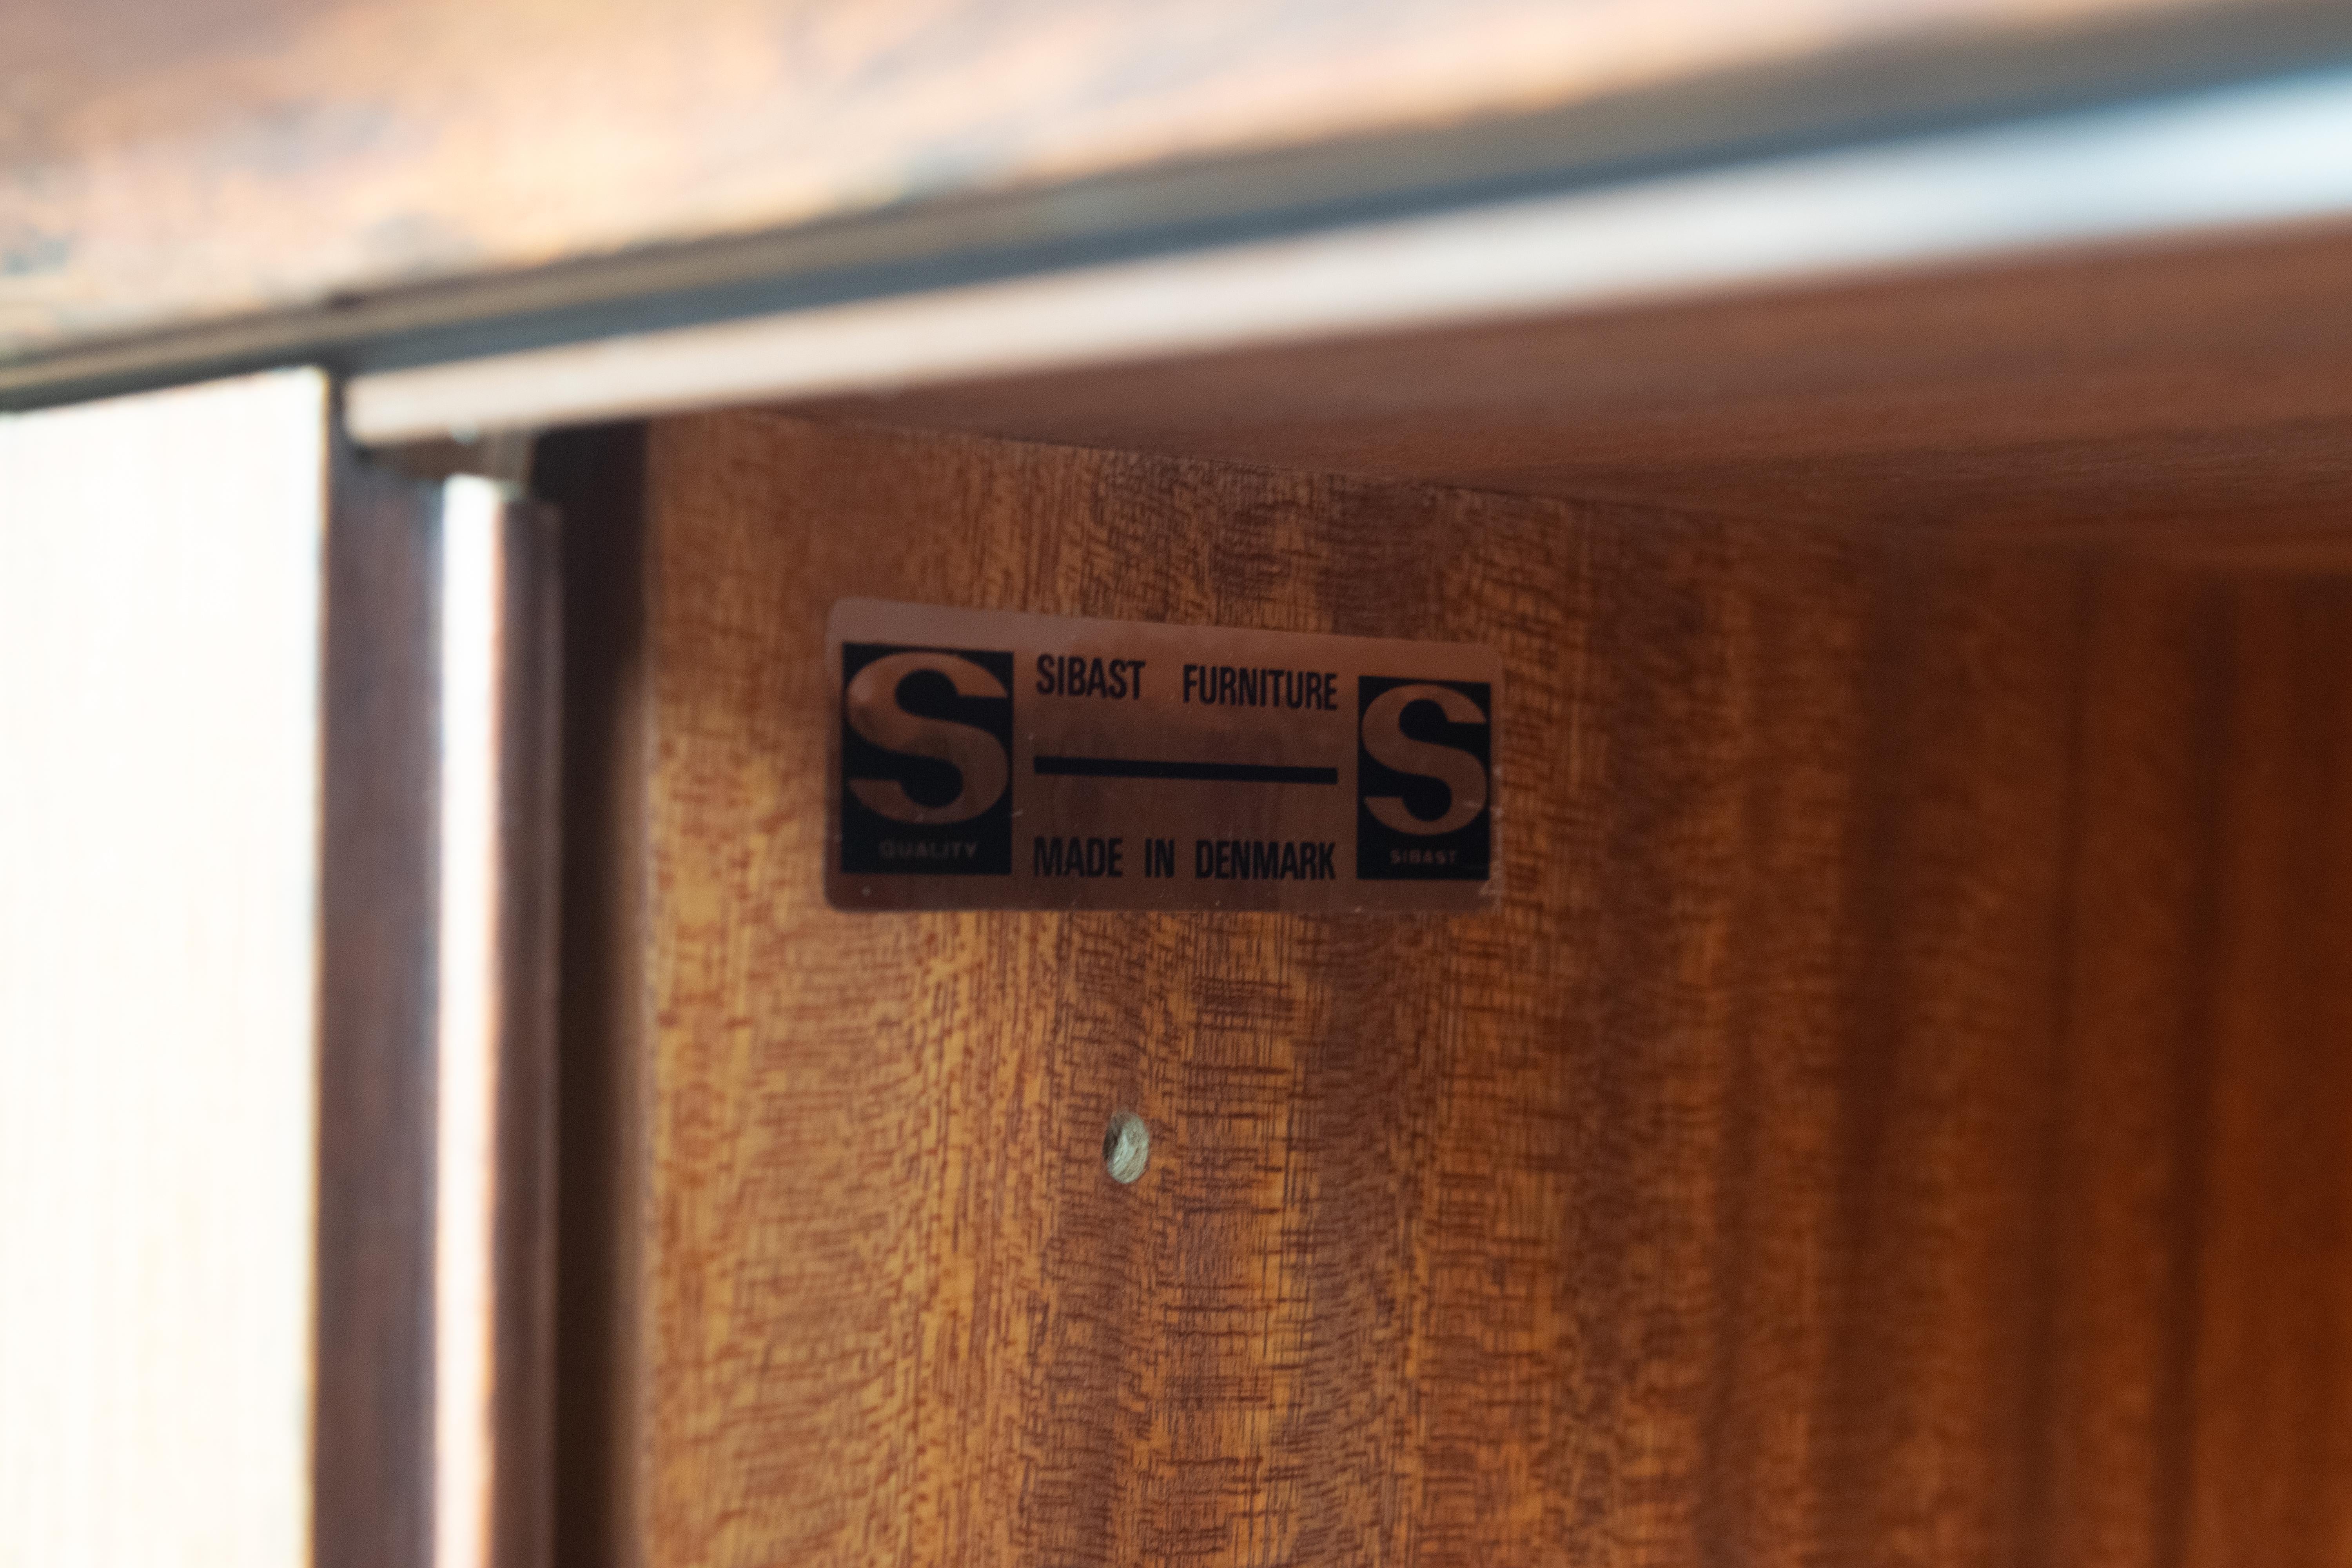 S
QUALITY
SIBAST FURNITURE
MADE IN DENMARK
S
SIBAST